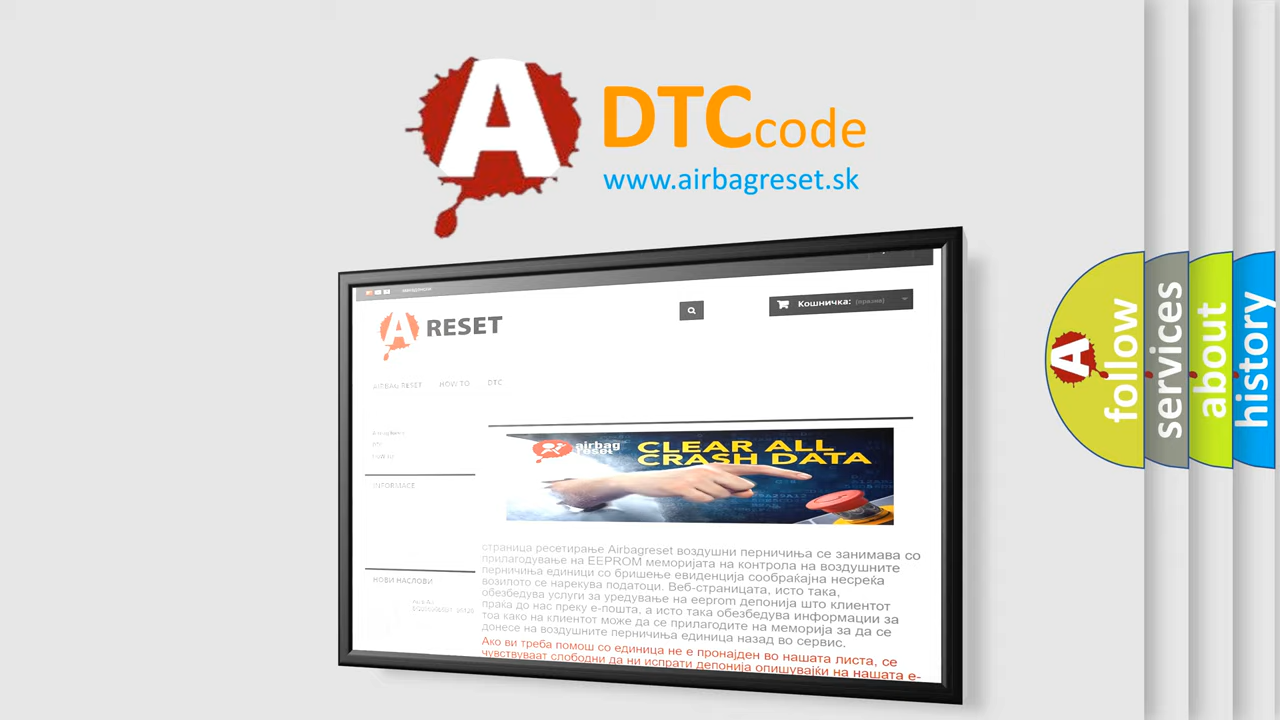 A
DTCcode
www.airbagreset.sk
A RESET
Кошничка: (празна)
AIRBAG RESET HOW TO DTC
INFORMACE
НОВИ НАСЛОВИ
airbag
reset
CLEAR ALL
CRASH DATA
страница ресетирање Airbagreset воздушни перничиња се занимава со
прилагодување на EEPROM меморијата на контрола на воздушните
перничиња единици со бришење евиденција сообраќајна несреќа
возилото се нарекува податоци. Веб-страницата, исто така,
обезбедува услуги за уредување на eeprom депонија што клиентот
праќа до нас преку е-пошта, а исто така обезбедува информации за
тоа како на клиентот може да се прилагодите на меморија за да се
донесе на воздушните перничиња единица назад во сервис.
Ако ви треба помош со единица не е пронајден во нашата листа, се
чувствуваат слободни да ни испрати депонија опишувајќи на нашата е-
A
follow
services
about
history